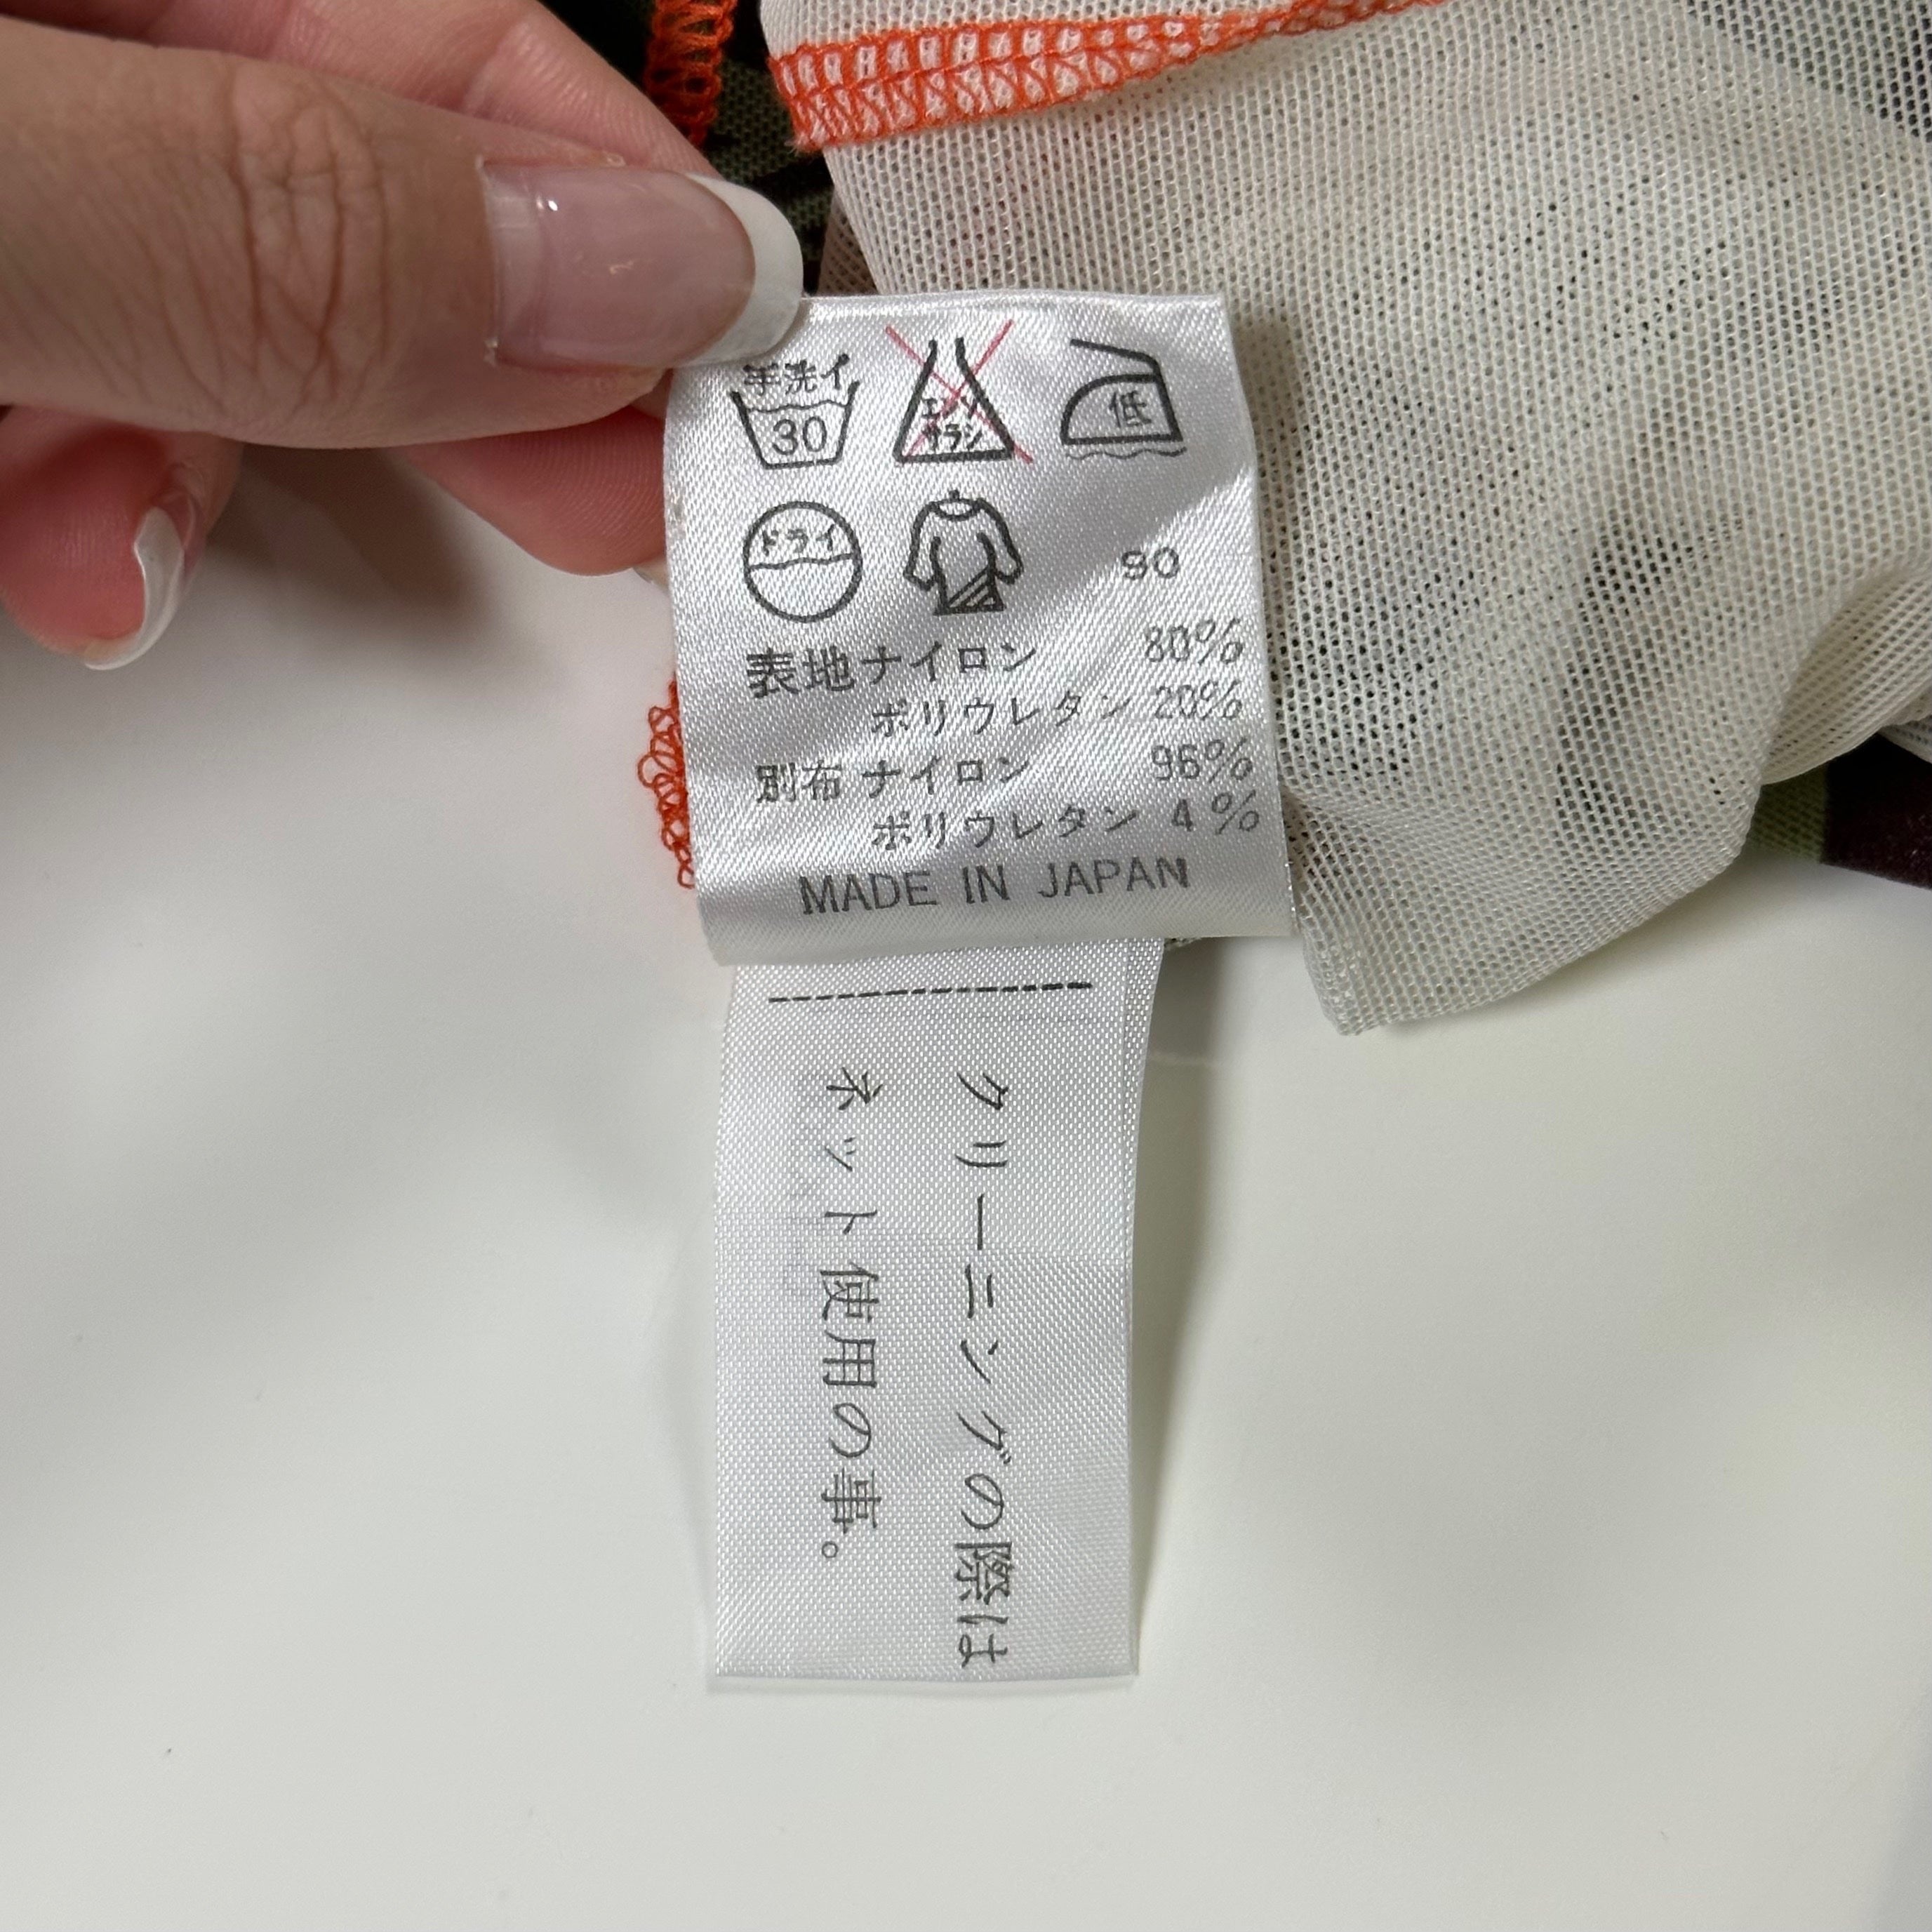 手洗イ
30
エンソ
サラシ
低
ドライ
90
表地 ナイロン 80%
ポリウレタン 20%
別布 ナイロン 96%
ポリウレタン 4%
MADE IN JAPAN
クリーニングの際は
ネット使用の事。